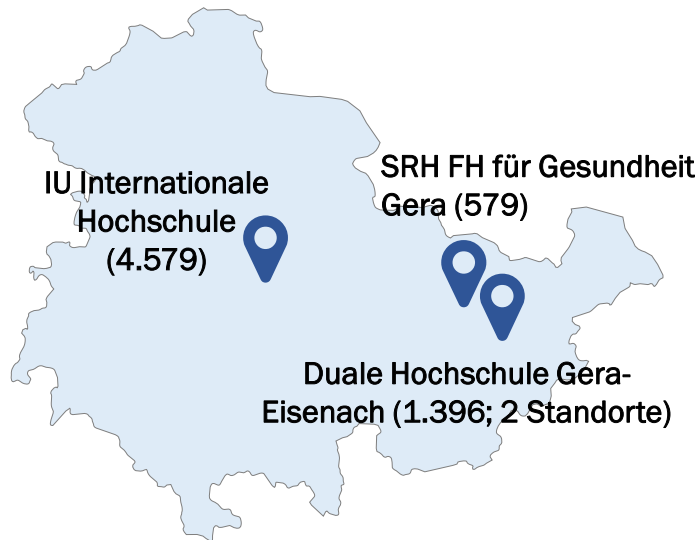 IU Internationale
Hochschule
(4.579)
SRH FH für Gesundheit
Gera (579)
Duale Hochschule Gera-
Eisenach (1.396; 2 Standorte)